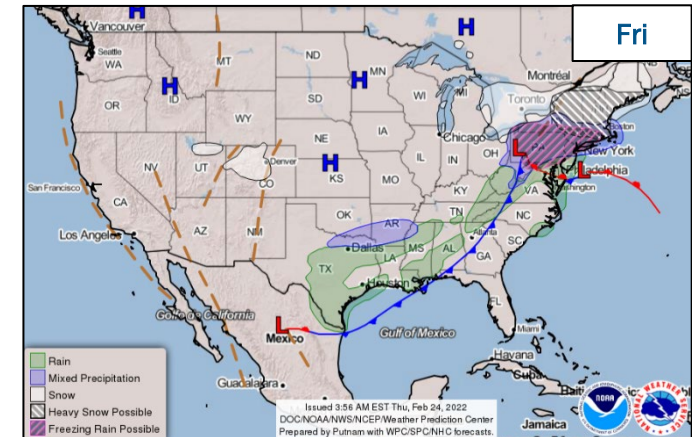 Fri
H
Vancouver
H
Seattle
WA
MT
ND
MN
H
Montréal
OR
H
ID
SD
WI
MI
Toronto
WY
IA
Chicago
L
New York
NE
H
IL
IN
OH
L
Philadelphia
NV
UT
Denver
CO
KS
MO
KY
VA
Washington
San Francisco
CA
OK
AR
TN
NC
Los Angeles
AZ
NM
Dallas
MS
AL
Atlanta
SC
LA
GA
TX
Houston
FL
Golfo de California
L
Mexico
Gulf of Mexico
Miami
Havana
Cuba
Guadalajara
Jamaica
Rain
Mixed Precipitation
Snow
Heavy Snow Possible
Freezing Rain Possible
Issued 3:56 AM EST Thu, Feb 24, 2022
DOC/NOAA/NWS/NCEP/Weather Prediction Center
Prepared by Putnam with WPC/SPC/NHC forecasts.
NOAA